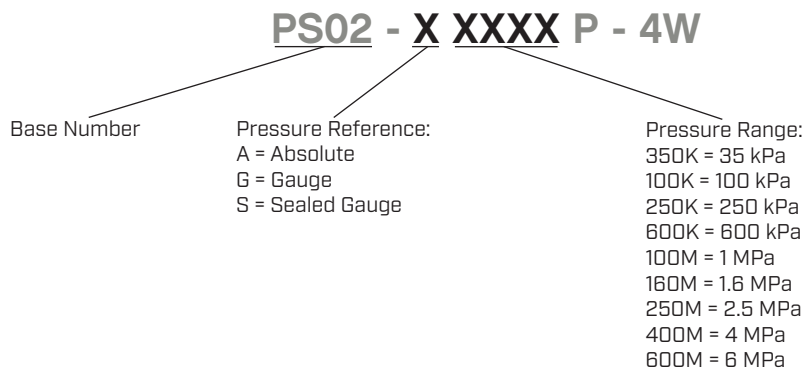 PS02 - X XXXX P - 4W
Base Number
Pressure Reference:
A = Absolute
G = Gauge
S = Sealed Gauge
Pressure Range:
350K = 35 kPa
100K = 100 kPa
250K = 250 kPa
600K = 600 kPa
100M = 1 MPa
160M = 1.6 MPa
250M = 2.5 MPa
400M = 4 MPa
600M = 6 MPa